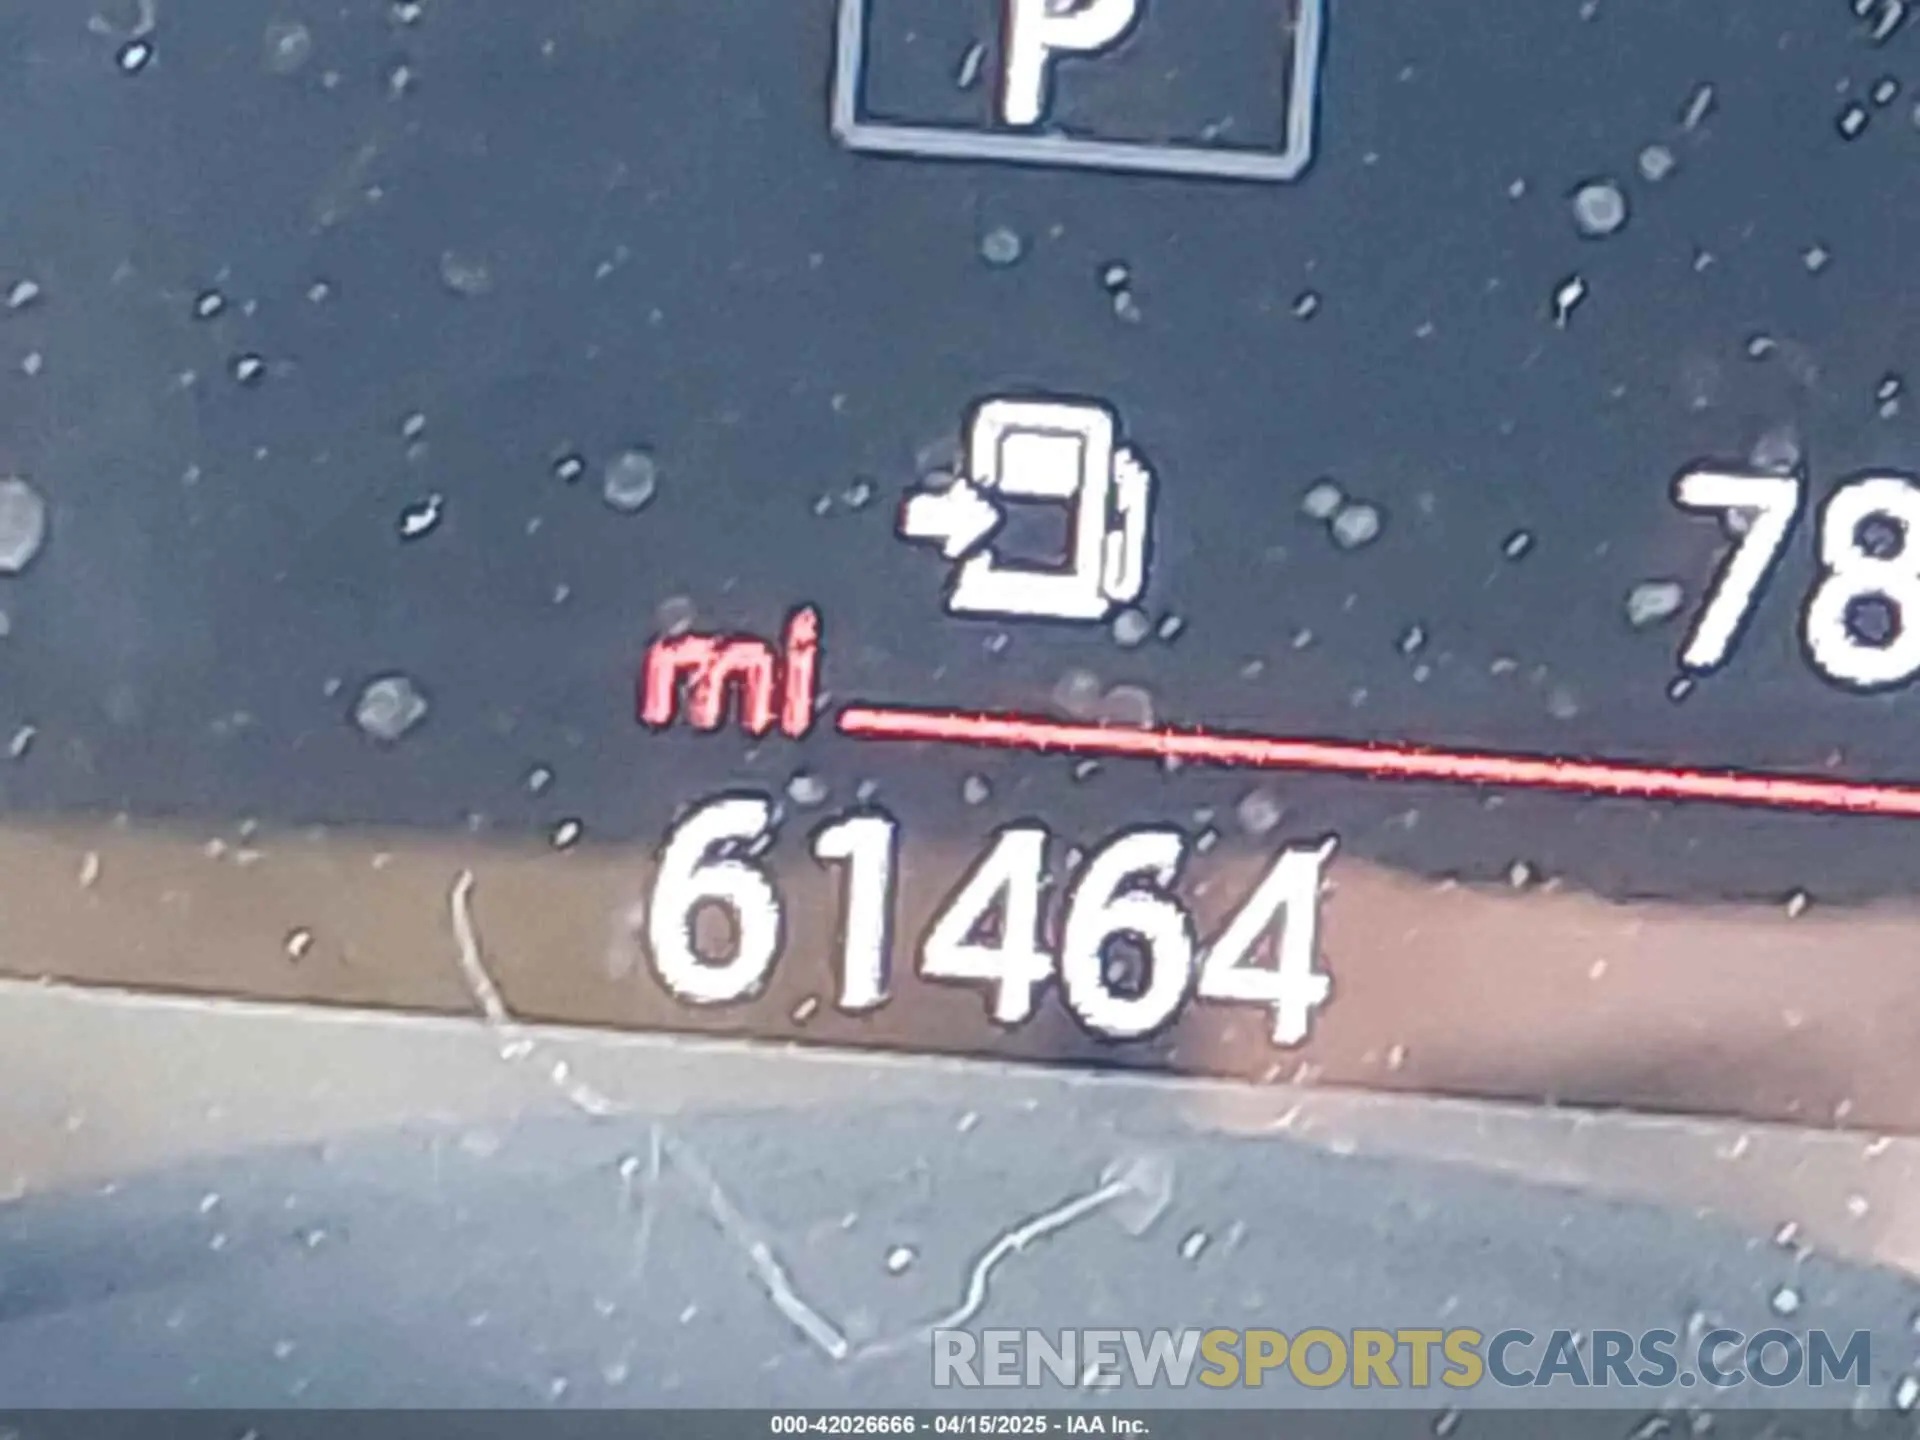 P
78
mi
61464
RENEWSPORTSCARS.COM
000-42026666 - 04/15/2025 - IAA Inc.